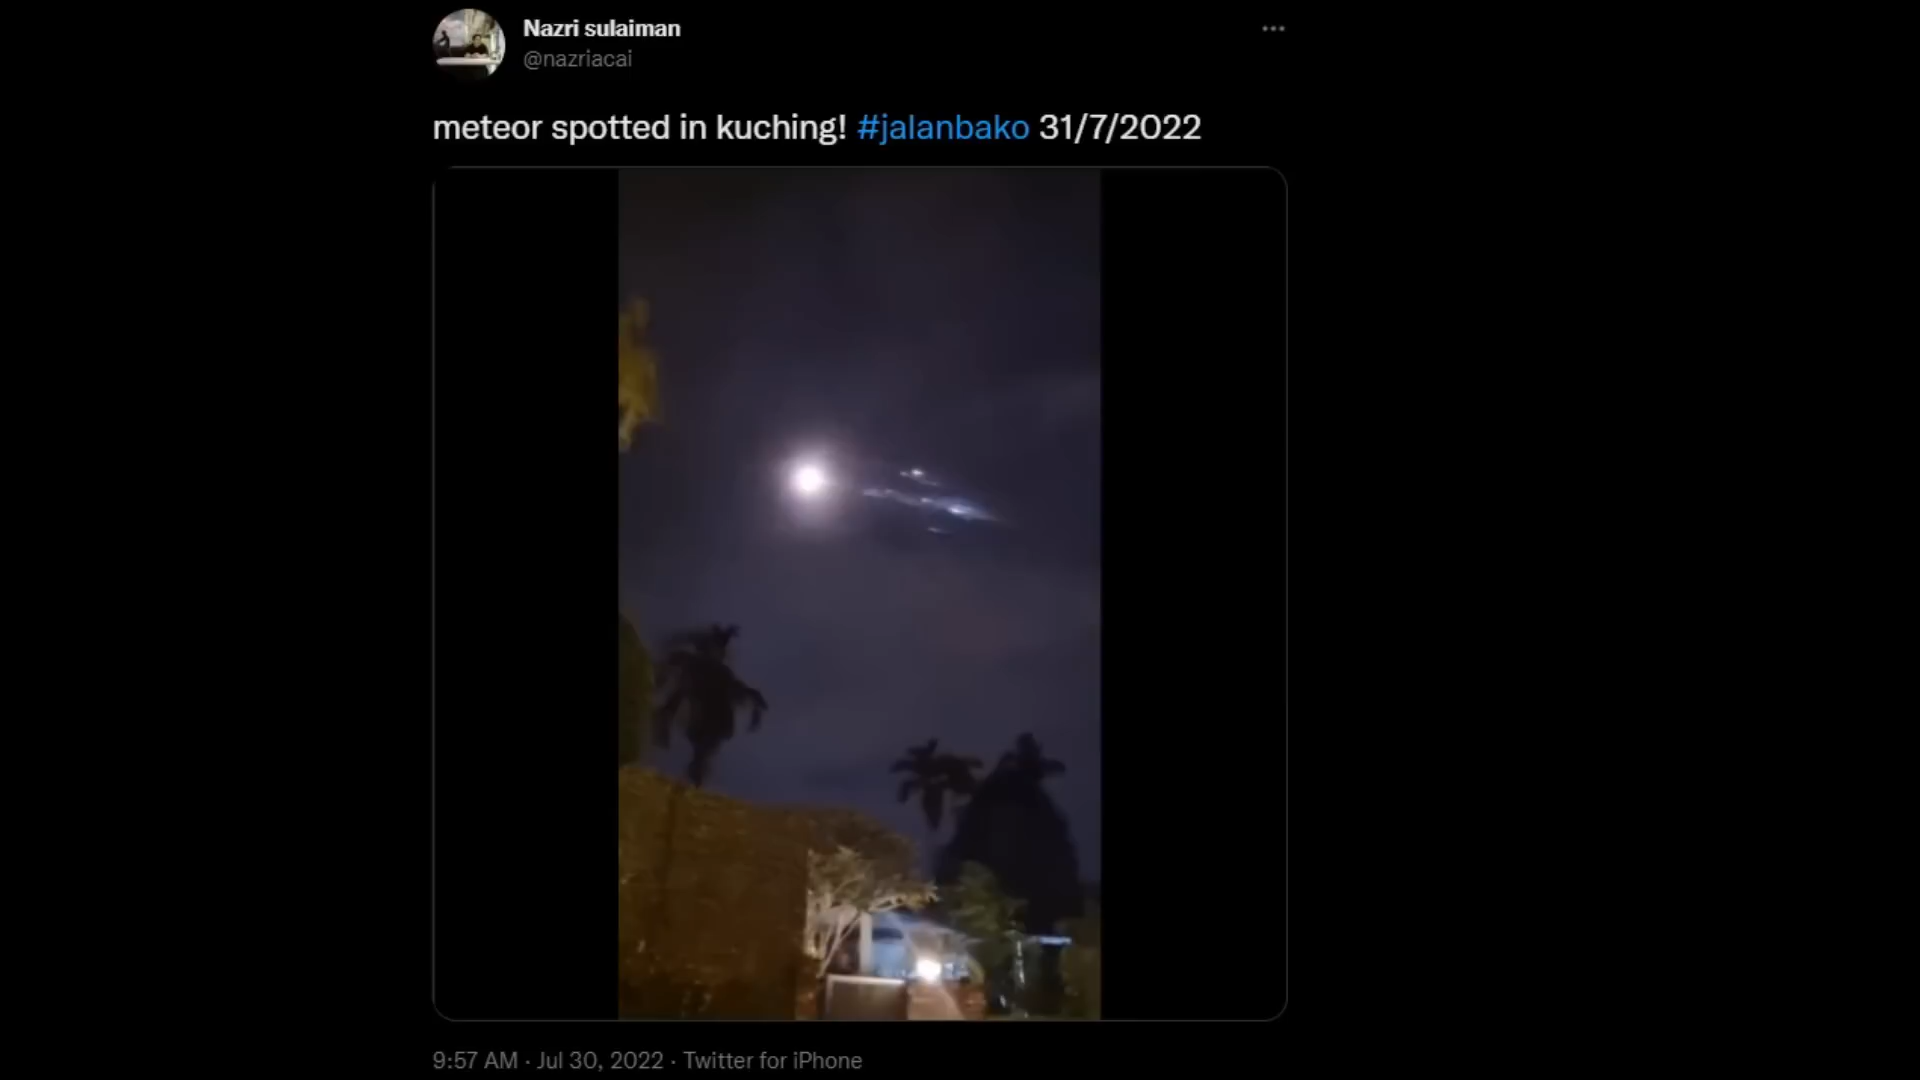 Nazri sulaiman
@nazriacai
meteor spotted in kuching! #jalanbako 31/7/2022
9:57 AM · Jul 30, 2022 · Twitter for iPhone